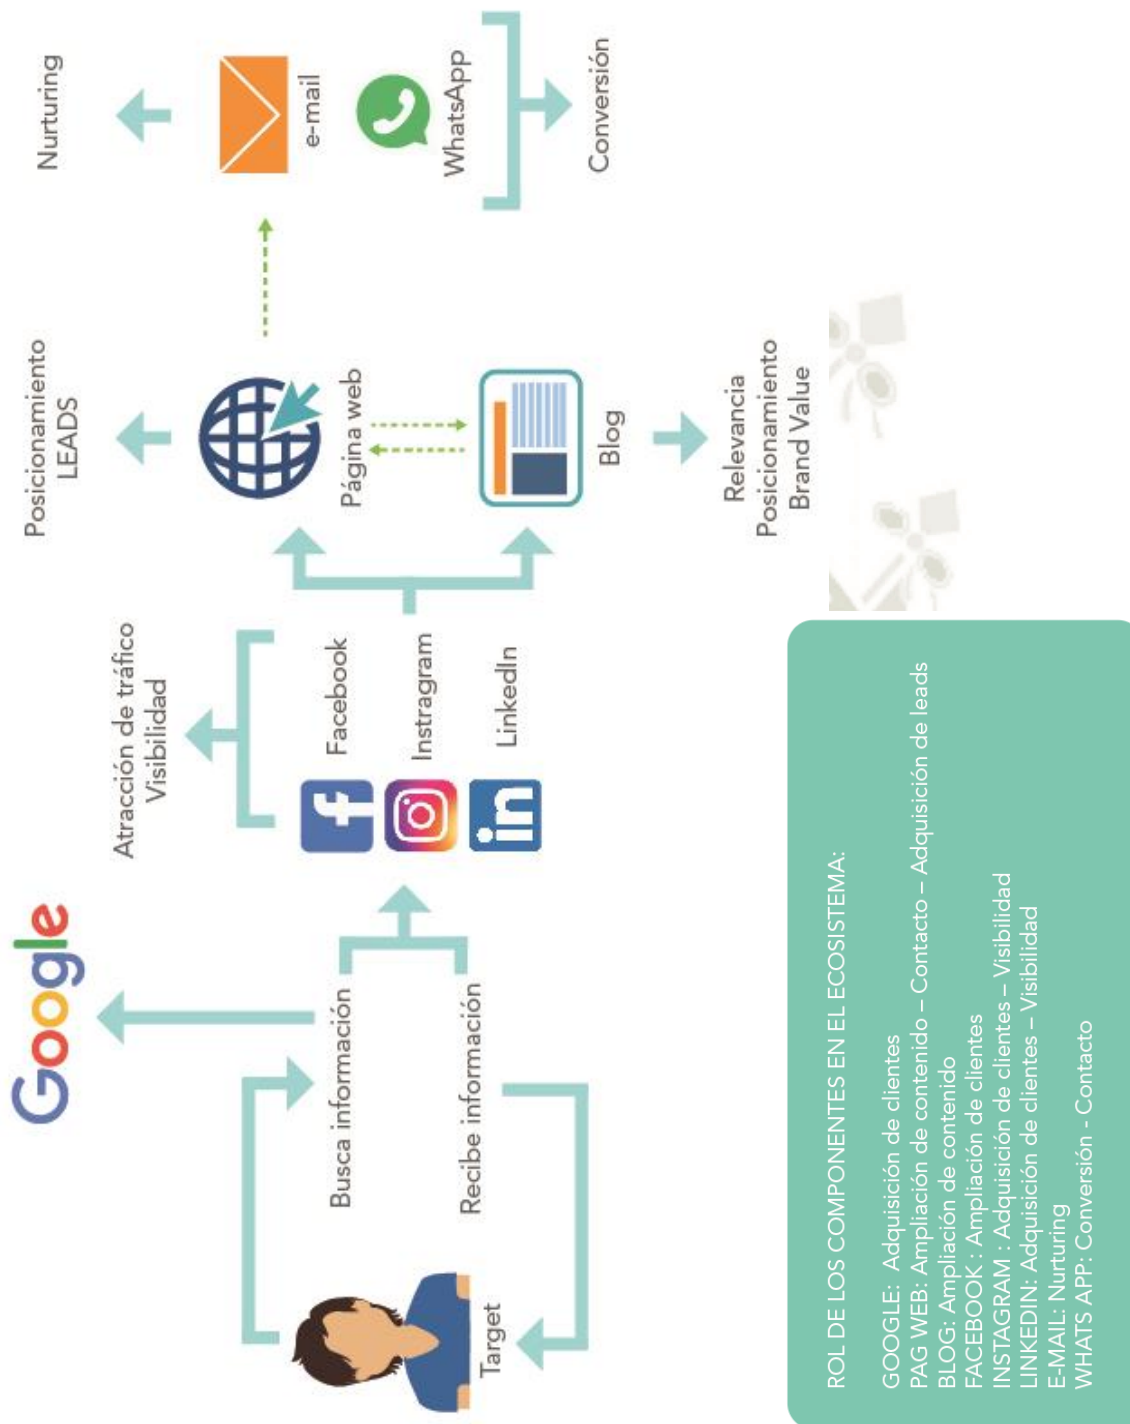 Google
Atracción de tráfico
Visibilidad
Posicionamiento
LEADS
Nurturing
Target
Busca información
Recibe información
Facebook
Instragram
LinkedIn
Página web
Blog
e-mail
WhatsApp
Relevancia
Posicionamiento
Brand Value
Conversión
ROL DE LOS COMPONENTES EN EL ECOSISTEMA:
GOOGLE: Adquisición de clientes
PAG WEB: Ampliación de contenido – Contacto – Adquisición de leads
BLOG: Ampliación de contenido
FACEBOOK : Ampliación de clientes
INSTAGRAM : Adquisición de clientes – Visibilidad
LINKEDIN: Adquisición de clientes – Visibilidad
E-MAIL: Nurturing
WHATS APP: Conversión - Contacto